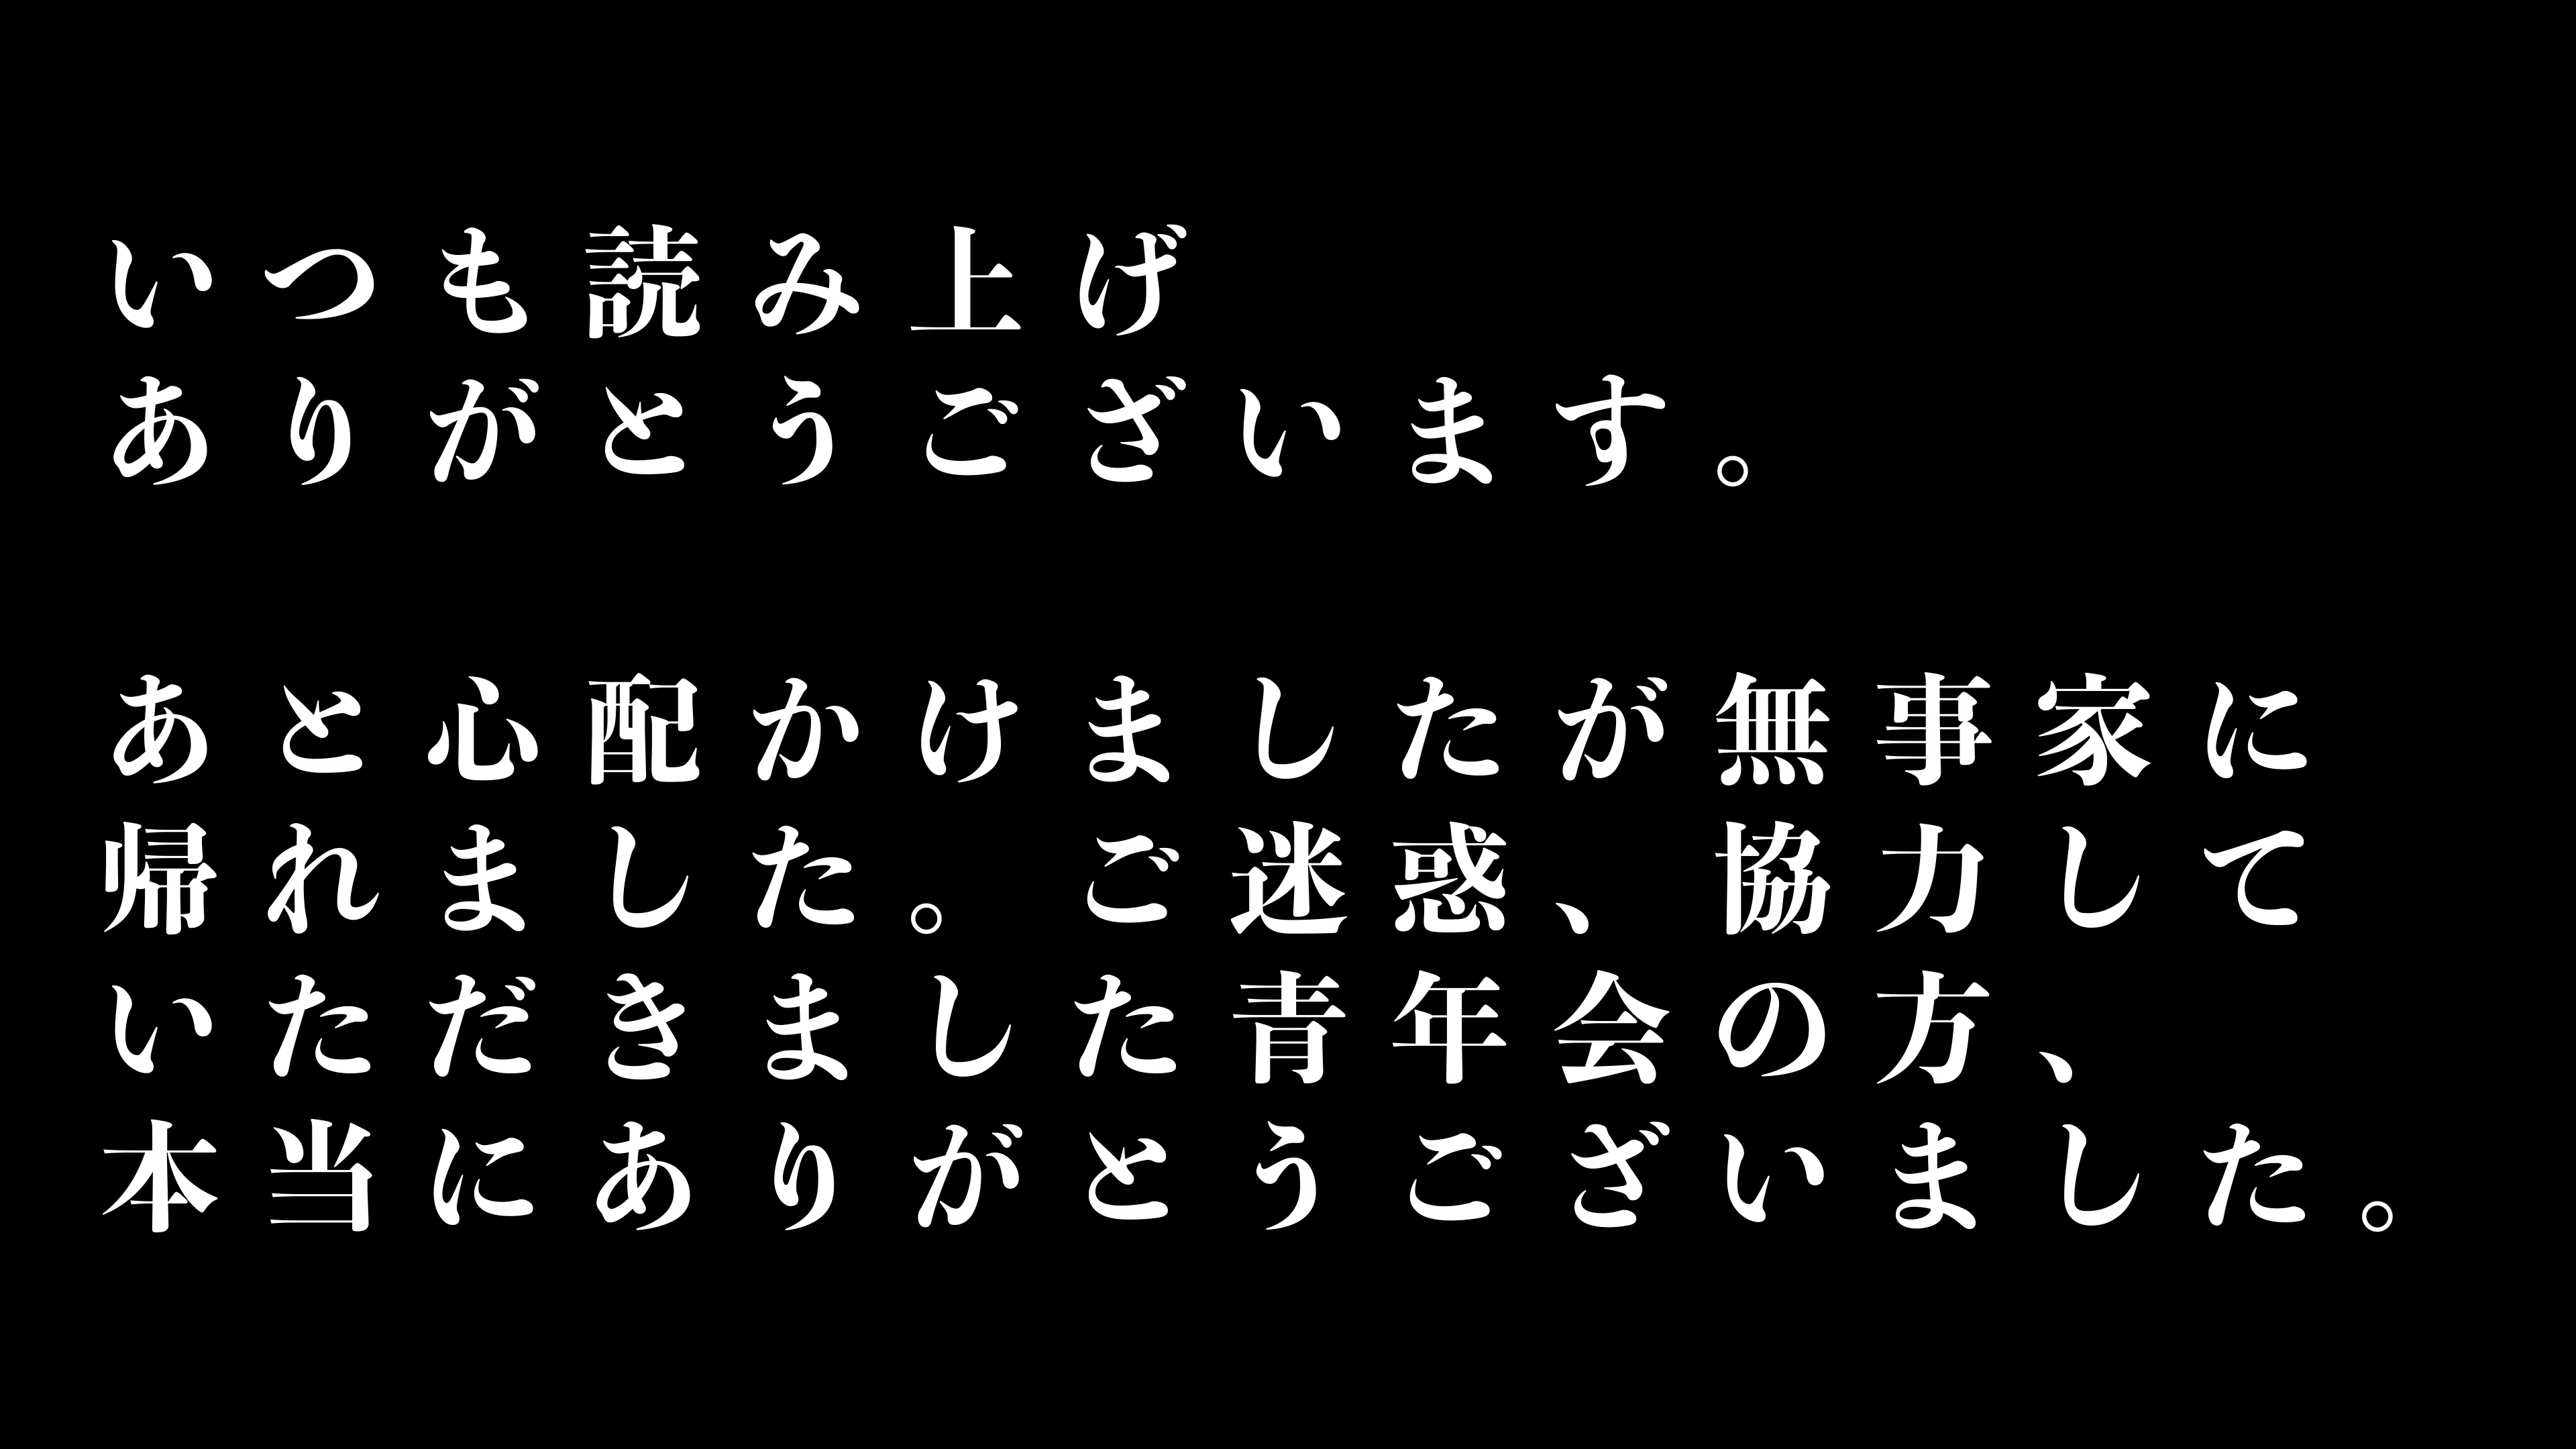 いつも読み上げ
ありがとうございます。
あと心配かけましたが無事家に
帰れました。ご迷惑、協力して
いただきました青年会の方、
本当にありがとうございました。